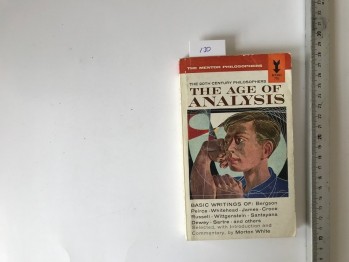 130
THE MENTOR PHILOSOPHERS
THE 20TH CENTURY PHILOSOPHERS
THE AGE OF
ANALYSIS
BASIC WRITINGS OF: Bergson
Peirce · Whitehead · James · Croce
Russell · Wittgenstein · Santayana
Dewey · Sartre · and others
Selected, with Introduction and
Commentary, by Morton White